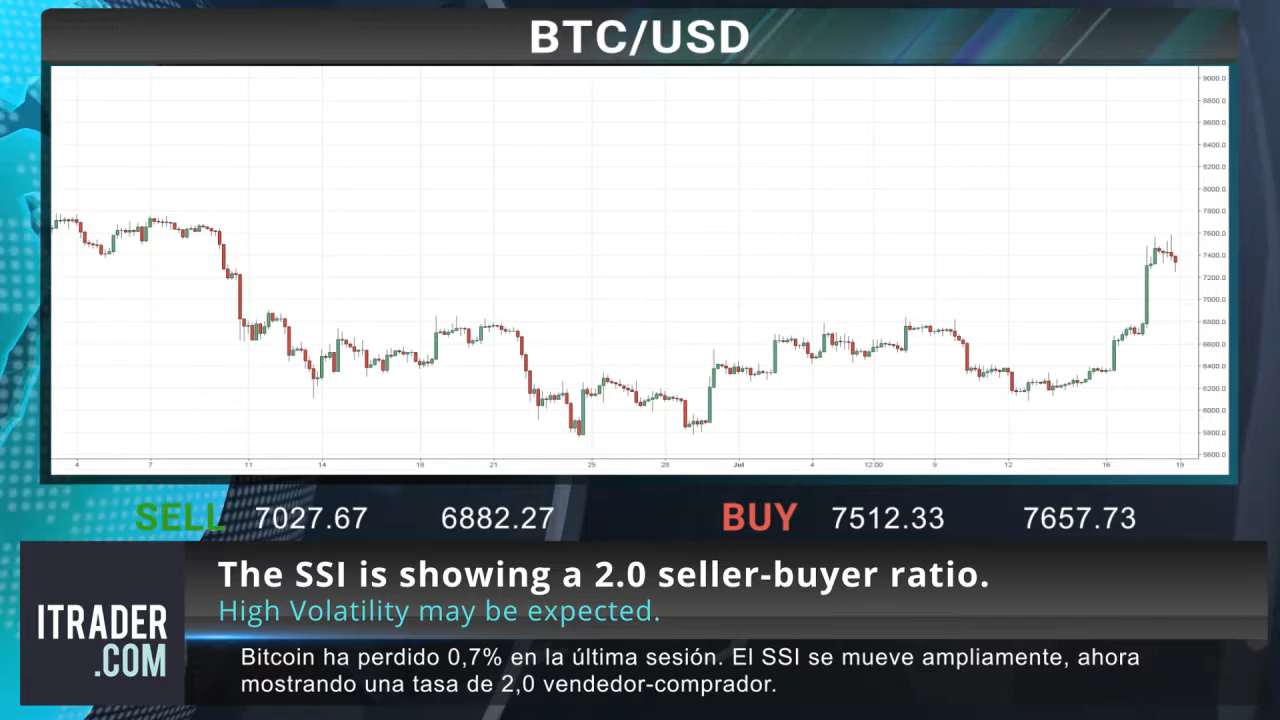 BTC/USD
9000.0
8800.0
8600.0
8400.0
8200.0
8000.0
7800.0
7600.0
7400.0
7200.0
7000.0
6800.0
6600.0
6400.0
6200.0
6000.0
5800.0
5600.0
4 7 11 14 18 21 25 28 Jul 4 12:00 9 12 16 19
SELL 7027.67 6882.27 BUY 7512.33 7657.73
The SSI is showing a 2.0 seller-buyer ratio.
High Volatility may be expected.
ITRADER
.COM
Bitcoin ha perdido 0,7% en la última sesión. El SSI se mueve ampliamente, ahora
mostrando una tasa de 2,0 vendedor-comprador.